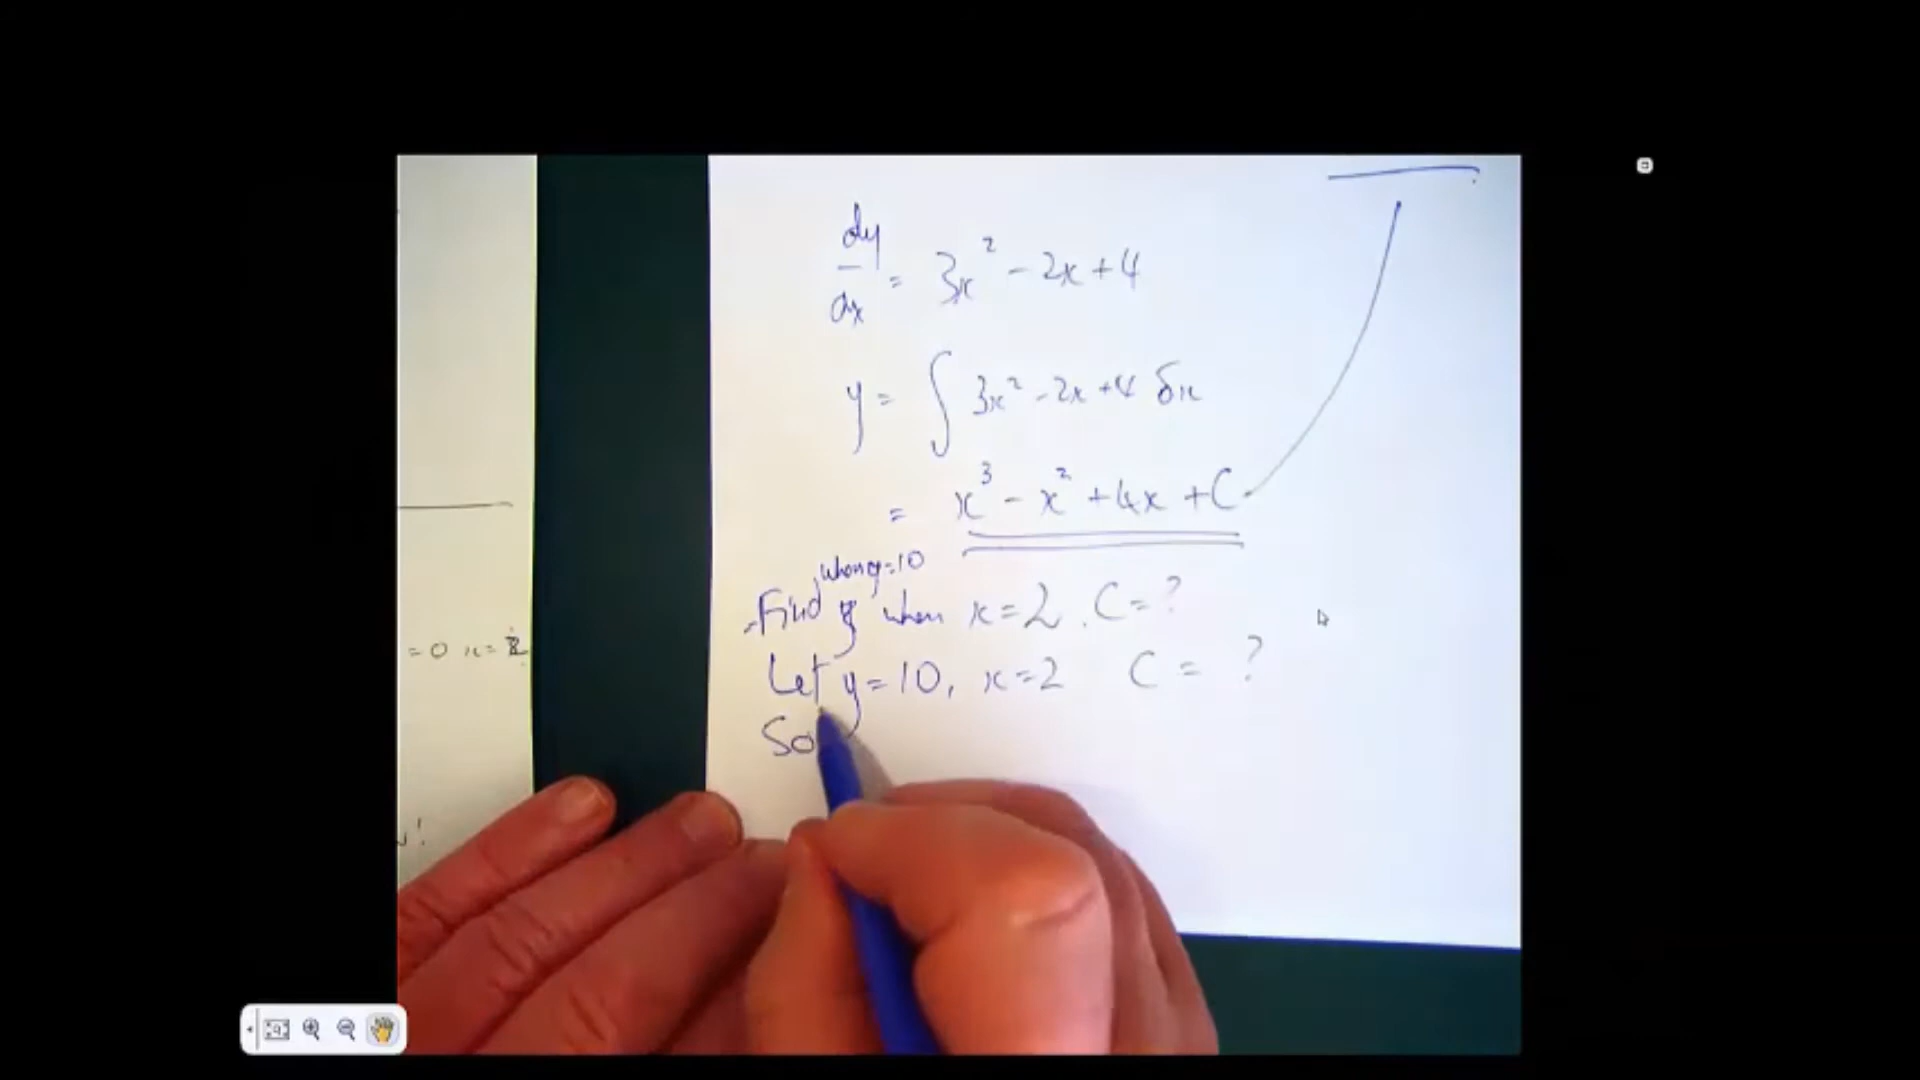 dy/dx = 3x² - 2x + 4
y = ∫ 3x² - 2x + 4 δx
= x³ - x² + 4x + C
when y = 10
Find y when x = 2. C = ?
Let y = 10, x = 2 C = ?
So
= 0 x =
!